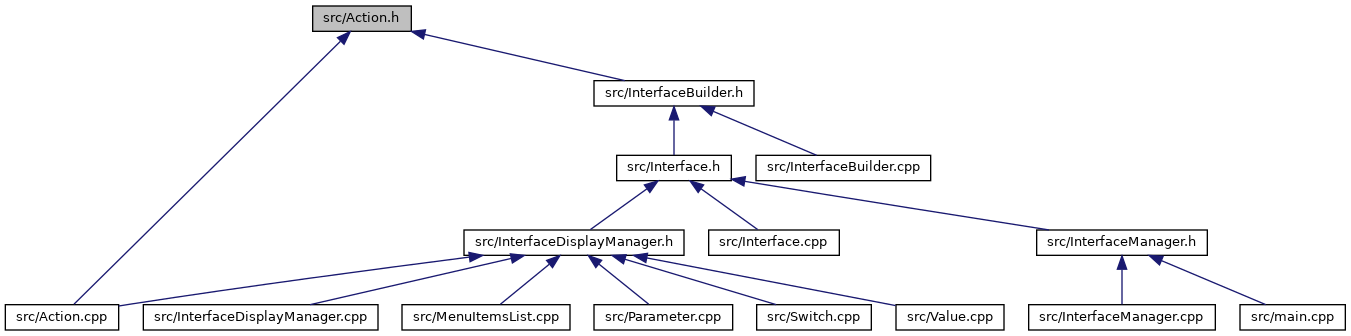 src/Action.h
src/InterfaceBuilder.h
src/Interface.h
src/InterfaceBuilder.cpp
src/InterfaceDisplayManager.h
src/Interface.cpp
src/InterfaceManager.h
src/Action.cpp
src/InterfaceDisplayManager.cpp
src/MenuItemsList.cpp
src/Parameter.cpp
src/Switch.cpp
src/Value.cpp
src/InterfaceManager.cpp
src/main.cpp